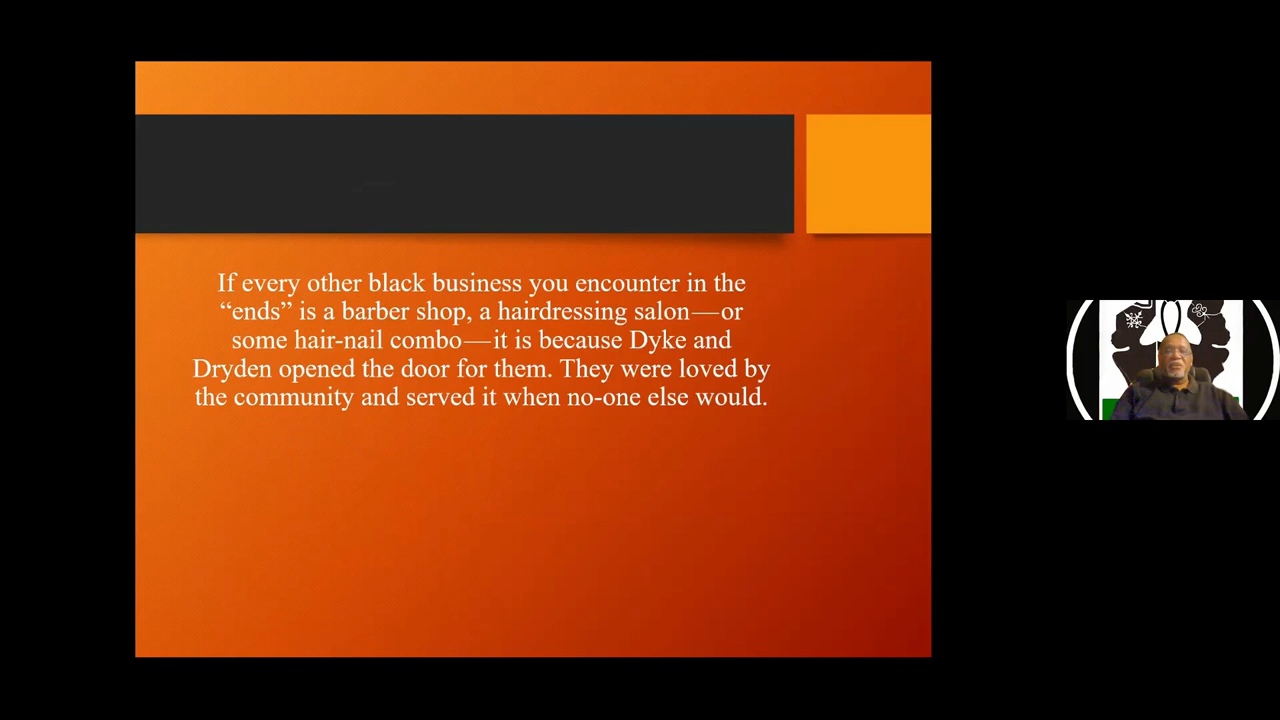 If every other black business you encounter in the
“ends” is a barber shop, a hairdressing salon—or
some hair-nail combo—it is because Dyke and
Dryden opened the door for them. They were loved by
the community and served it when no-one else would.